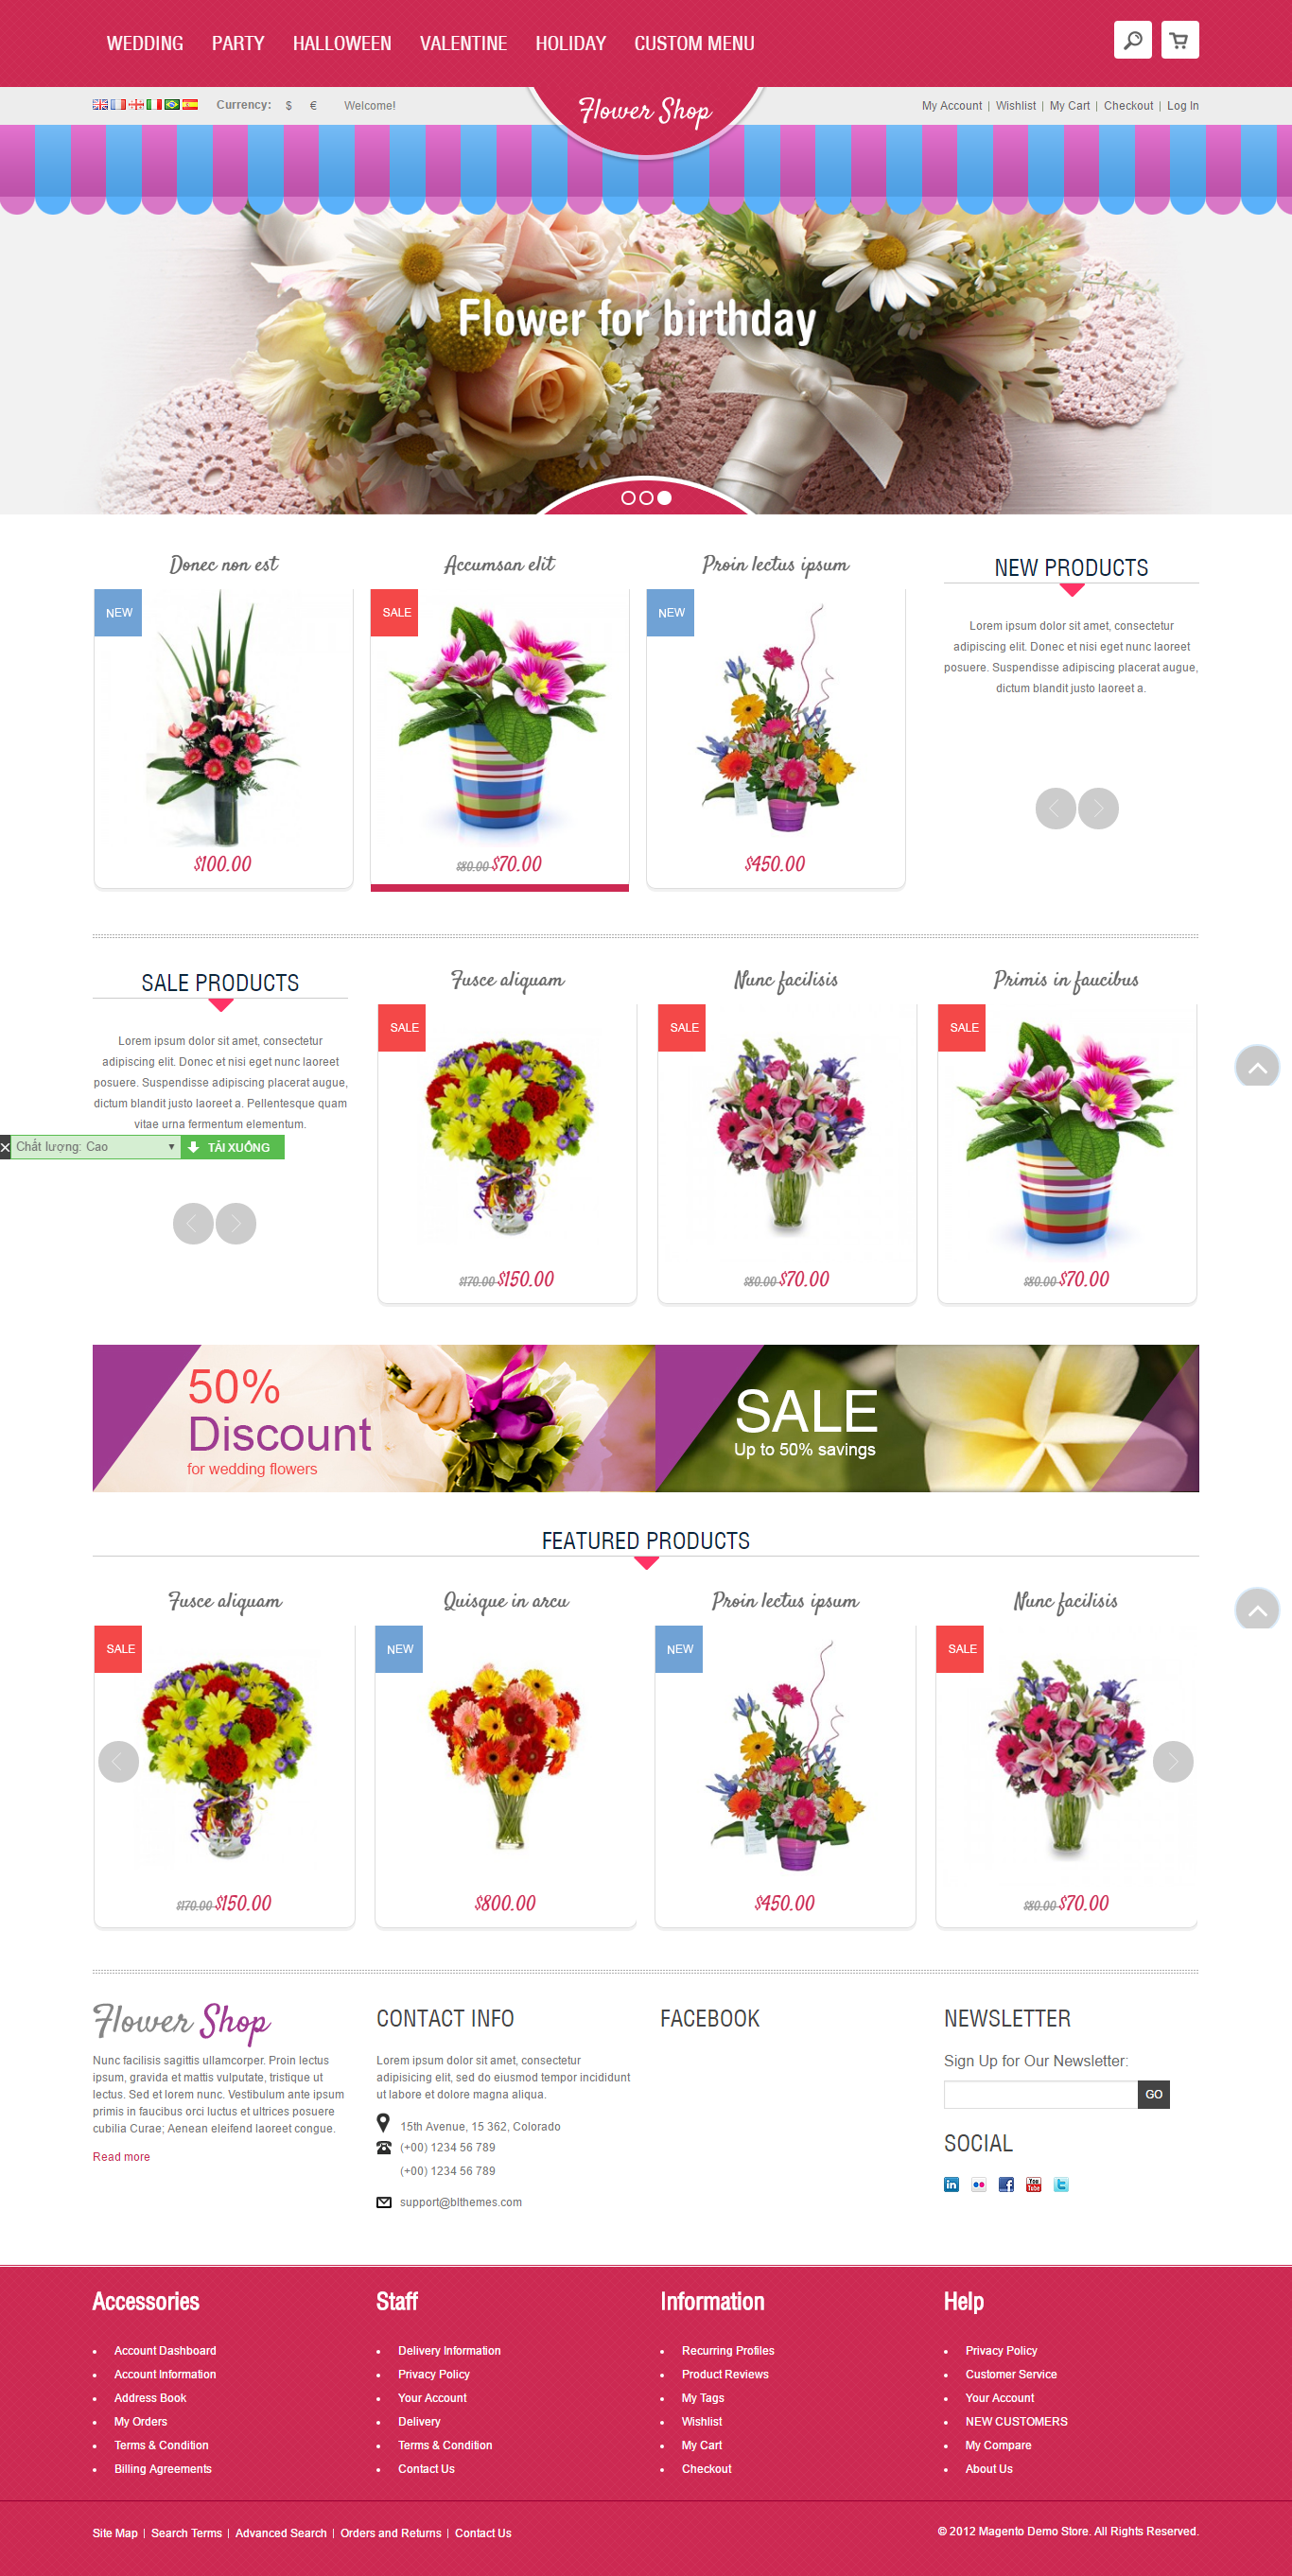 WEDDING PARTY HALLOWEEN VALENTINE HOLIDAY CUSTOM MENU
Currency: $ € Welcome!
Flower Shop
My Account | Wishlist | My Cart | Checkout | Log In
Flower for birthday
Donec non est
NEW
$100.00
Accumsan elit
SALE
$80.00 $70.00
Proin lectus ipsum
NEW
$450.00
NEW PRODUCTS
Lorem ipsum dolor sit amet, consectetur
adipiscing elit. Donec et nisi eget nunc laoreet
posuere. Suspendisse adipiscing placerat augue,
dictum blandit justo laoreet a.
SALE PRODUCTS
Lorem ipsum dolor sit amet, consectetur
adipiscing elit. Donec et nisi eget nunc laoreet
posuere. Suspendisse adipiscing placerat augue,
dictum blandit justo laoreet a. Pellentesque quam
vitae urna fermentum elementum.
Chất lượng: Cao
TẢI XUỐNG
Fusce aliquam
SALE
$170.00 $150.00
Nunc facilisis
SALE
$80.00 $70.00
Primis in faucibus
SALE
$80.00 $70.00
50%
Discount
for wedding flowers
SALE
Up to 50% savings
FEATURED PRODUCTS
Fusce aliquam
SALE
$170.00 $150.00
Quisque in arcu
NEW
$800.00
Proin lectus ipsum
NEW
$450.00
Nunc facilisis
SALE
$80.00 $70.00
Flower Shop
Nunc facilisis sagittis ullamcorper. Proin lectus
ipsum, gravida et mattis vulputate, tristique ut
lectus. Sed et lorem nunc. Vestibulum ante ipsum
primis in faucibus orci luctus et ultrices posuere
cubilia Curae; Aenean eleifend laoreet congue.
Read more
CONTACT INFO
Lorem ipsum dolor sit amet, consectetur
adipisicing elit, sed do eiusmod tempor incididunt
ut labore et dolore magna aliqua.
15th Avenue, 15 362, Colorado
(+00) 1234 56 789
(+00) 1234 56 789
support@blthemes.com
FACEBOOK
NEWSLETTER
Sign Up for Our Newsletter:
GO
SOCIAL
in
f
You Tube
t
Accessories
Account Dashboard
Account Information
Address Book
My Orders
Terms & Condition
Billing Agreements
Staff
Delivery Information
Privacy Policy
Your Account
Delivery
Terms & Condition
Contact Us
Information
Recurring Profiles
Product Reviews
My Tags
Wishlist
My Cart
Checkout
Help
Privacy Policy
Customer Service
Your Account
NEW CUSTOMERS
My Compare
About Us
Site Map | Search Terms | Advanced Search | Orders and Returns | Contact Us
© 2012 Magento Demo Store. All Rights Reserved.